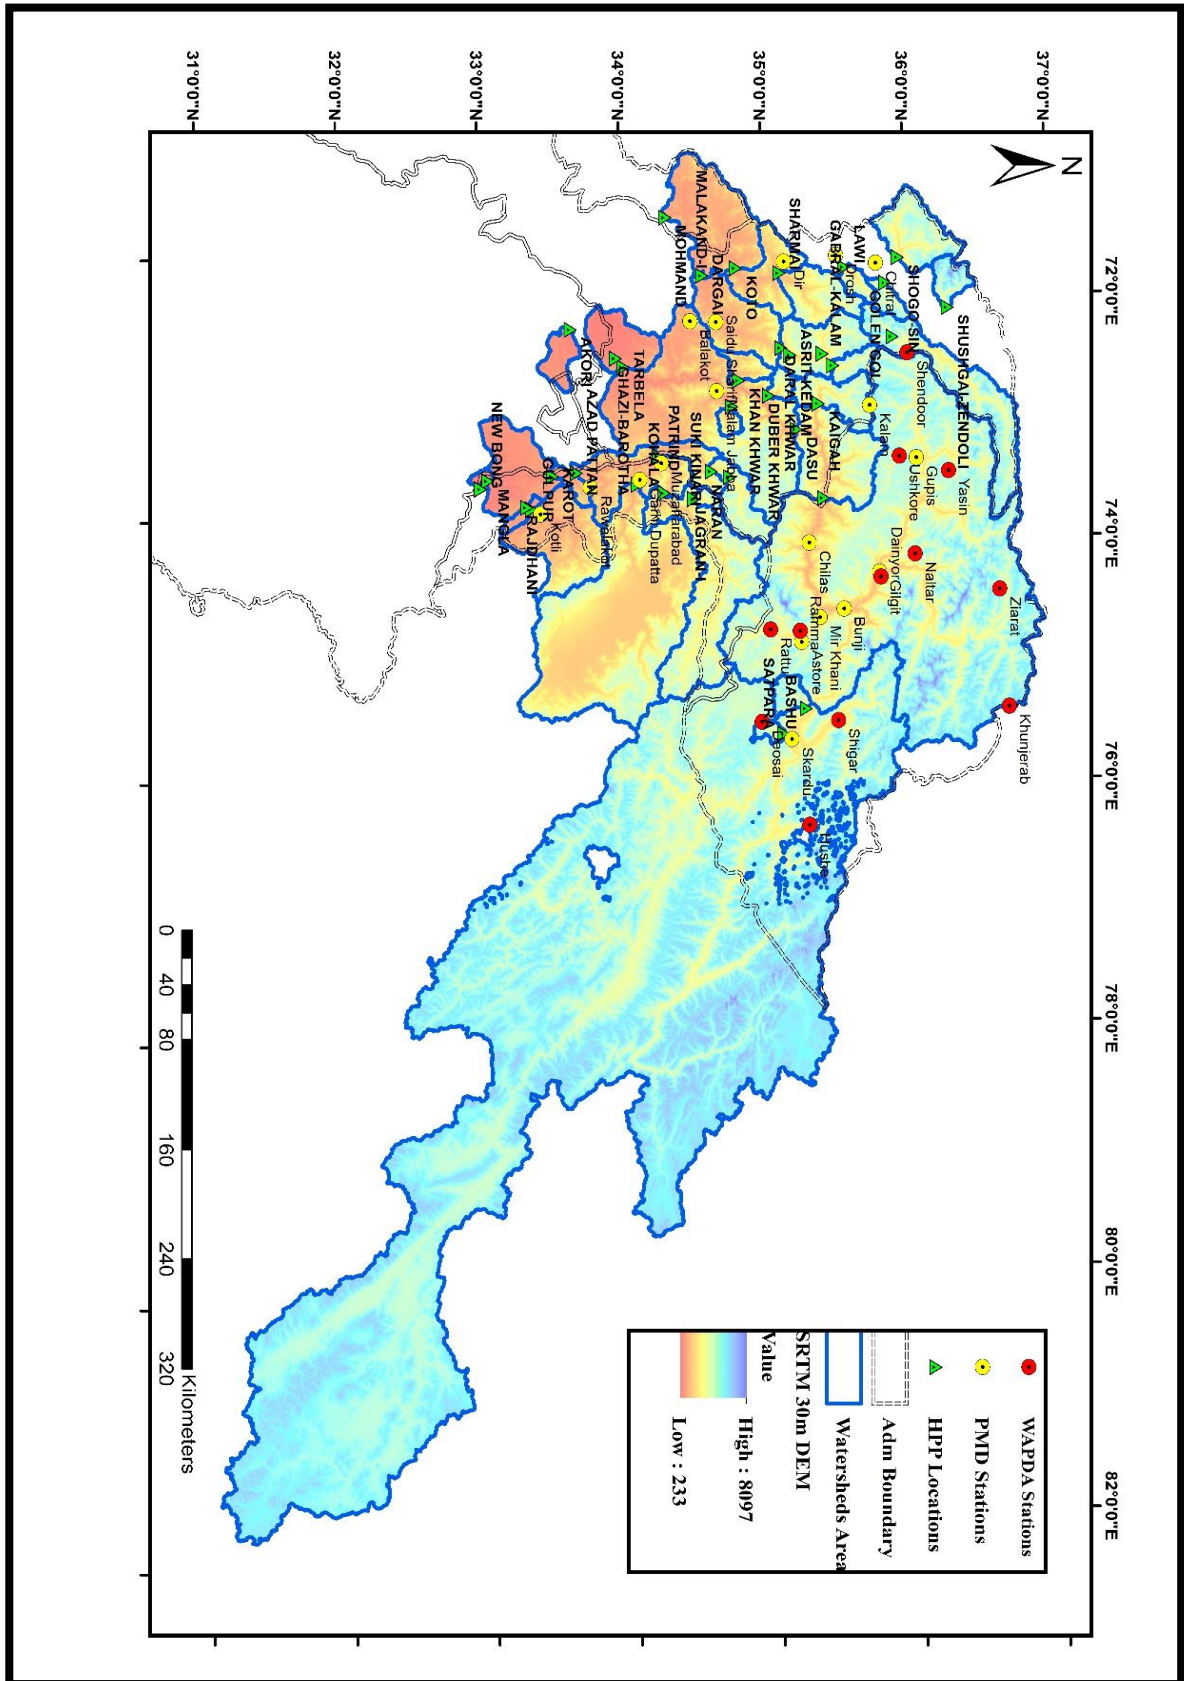 72°0'0"E
74°0'0"E
76°0'0"E
78°0'0"E
80°0'0"E
82°0'0"E
37°0'0"N
36°0'0"N
35°0'0"N
34°0'0"N
33°0'0"N
32°0'0"N
31°0'0"N
N
WAPDA Stations
PMD Stations
HPP Locations
Adm Boundary
Watersheds Area
SRTM 30m DEM
Value
High : 8097
Low : 233
Khunjerab
Ziarat
Yasin
SHUSHGAI-ZENDOLI
Naltar
Gupis
Ushkore
Shendoor
SHOGO-SIN
Chitral
GOLEN GOL
Kalam
Dainyor
Gilgit
LAWI
Drosh
GABRAL-KALAM
Bunji
Shigar
Mir Khani
Astore
Ramma
Chilas
KAIGAH
ASRIT-KEDAM
DASU
SHARMAI
Dir
DARAL KHWAR
DUBER KHWAR
KHAN KHWAR
Hushe
Skardu
BASHU
Deosai
SATPARA
Rattu
KOTO
Malam Jabba
Saidu Sharif
DARGAI
MALAKAND-I
MOHMAND
Balakot
NARAN
JAGRAN-I
SUKI KINARI
PATRIND
Muzaffarabad
KOHALA
Garhi Dupatta
TARBELA
GHAZI-BAROTHA
AKORI
AZAD PATTAN
Rawalakot
KAROT
GULPUR
Kotli
RAJDHANI
MANGLA
NEW BONG
0 40 80 160 240 320
Kilometers